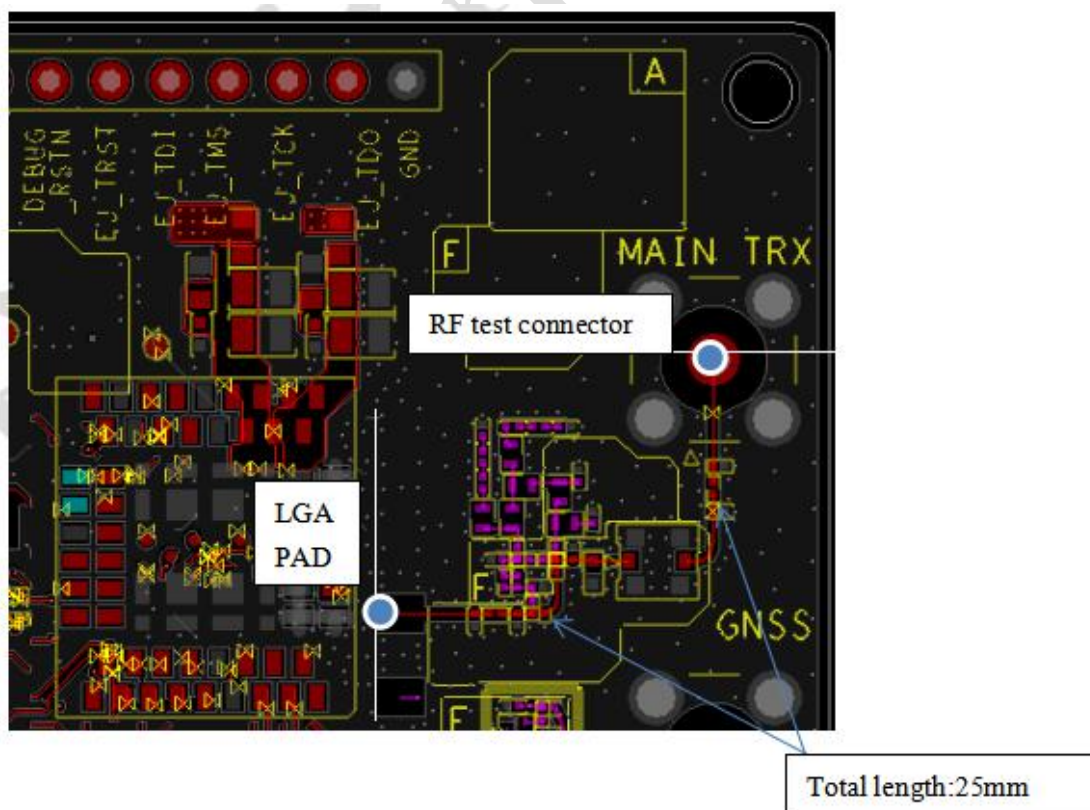 A
DEBUG
_RSTN
EJ_TRST
EJ_TDI
EJ_TMS
EJ_TCK
EJ_TDO
GND
F
MAIN TRX
RF test connector
LGA
PAD
F
GNSS
F
Total length:25mm